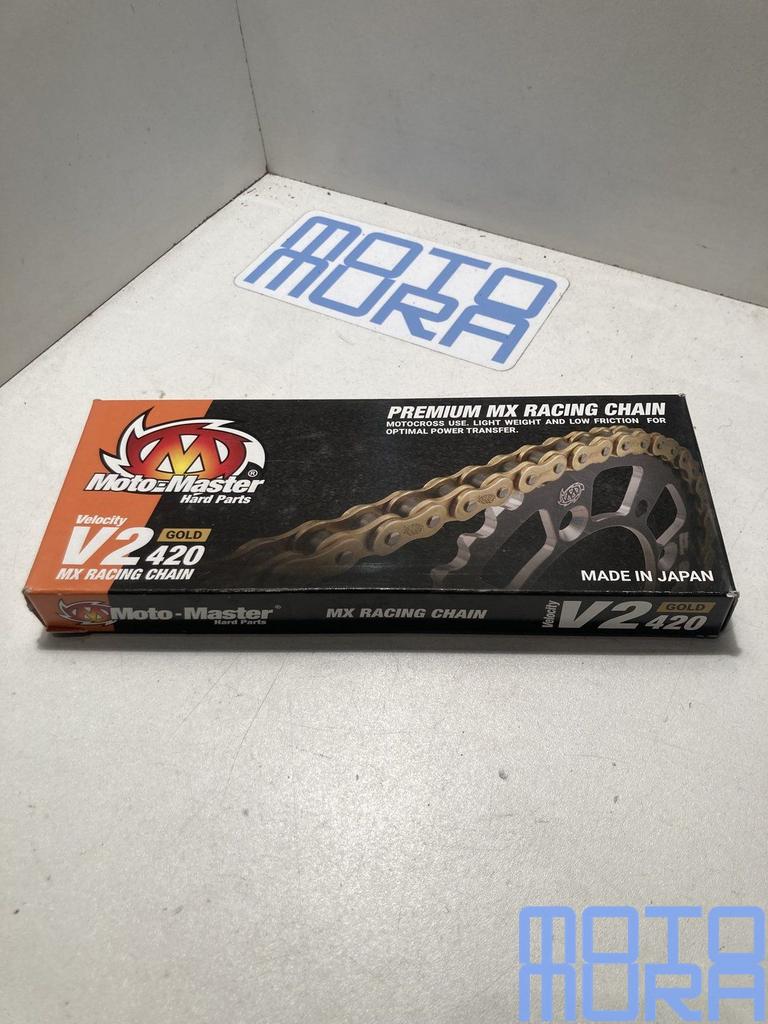 MOTO
MORA
PREMIUM MX RACING CHAIN
MOTOCROSS USE. LIGHT WEIGHT AND LOW FRICTION FOR
OPTIMAL POWER TRANSFER.
Moto-Master®
Hard Parts
Velocity
V2 GOLD
420
MX RACING CHAIN
MADE IN JAPAN
Moto-Master®
Hard Parts
MX RACING CHAIN
Velocity
V2 GOLD
420
MOTO
MORA